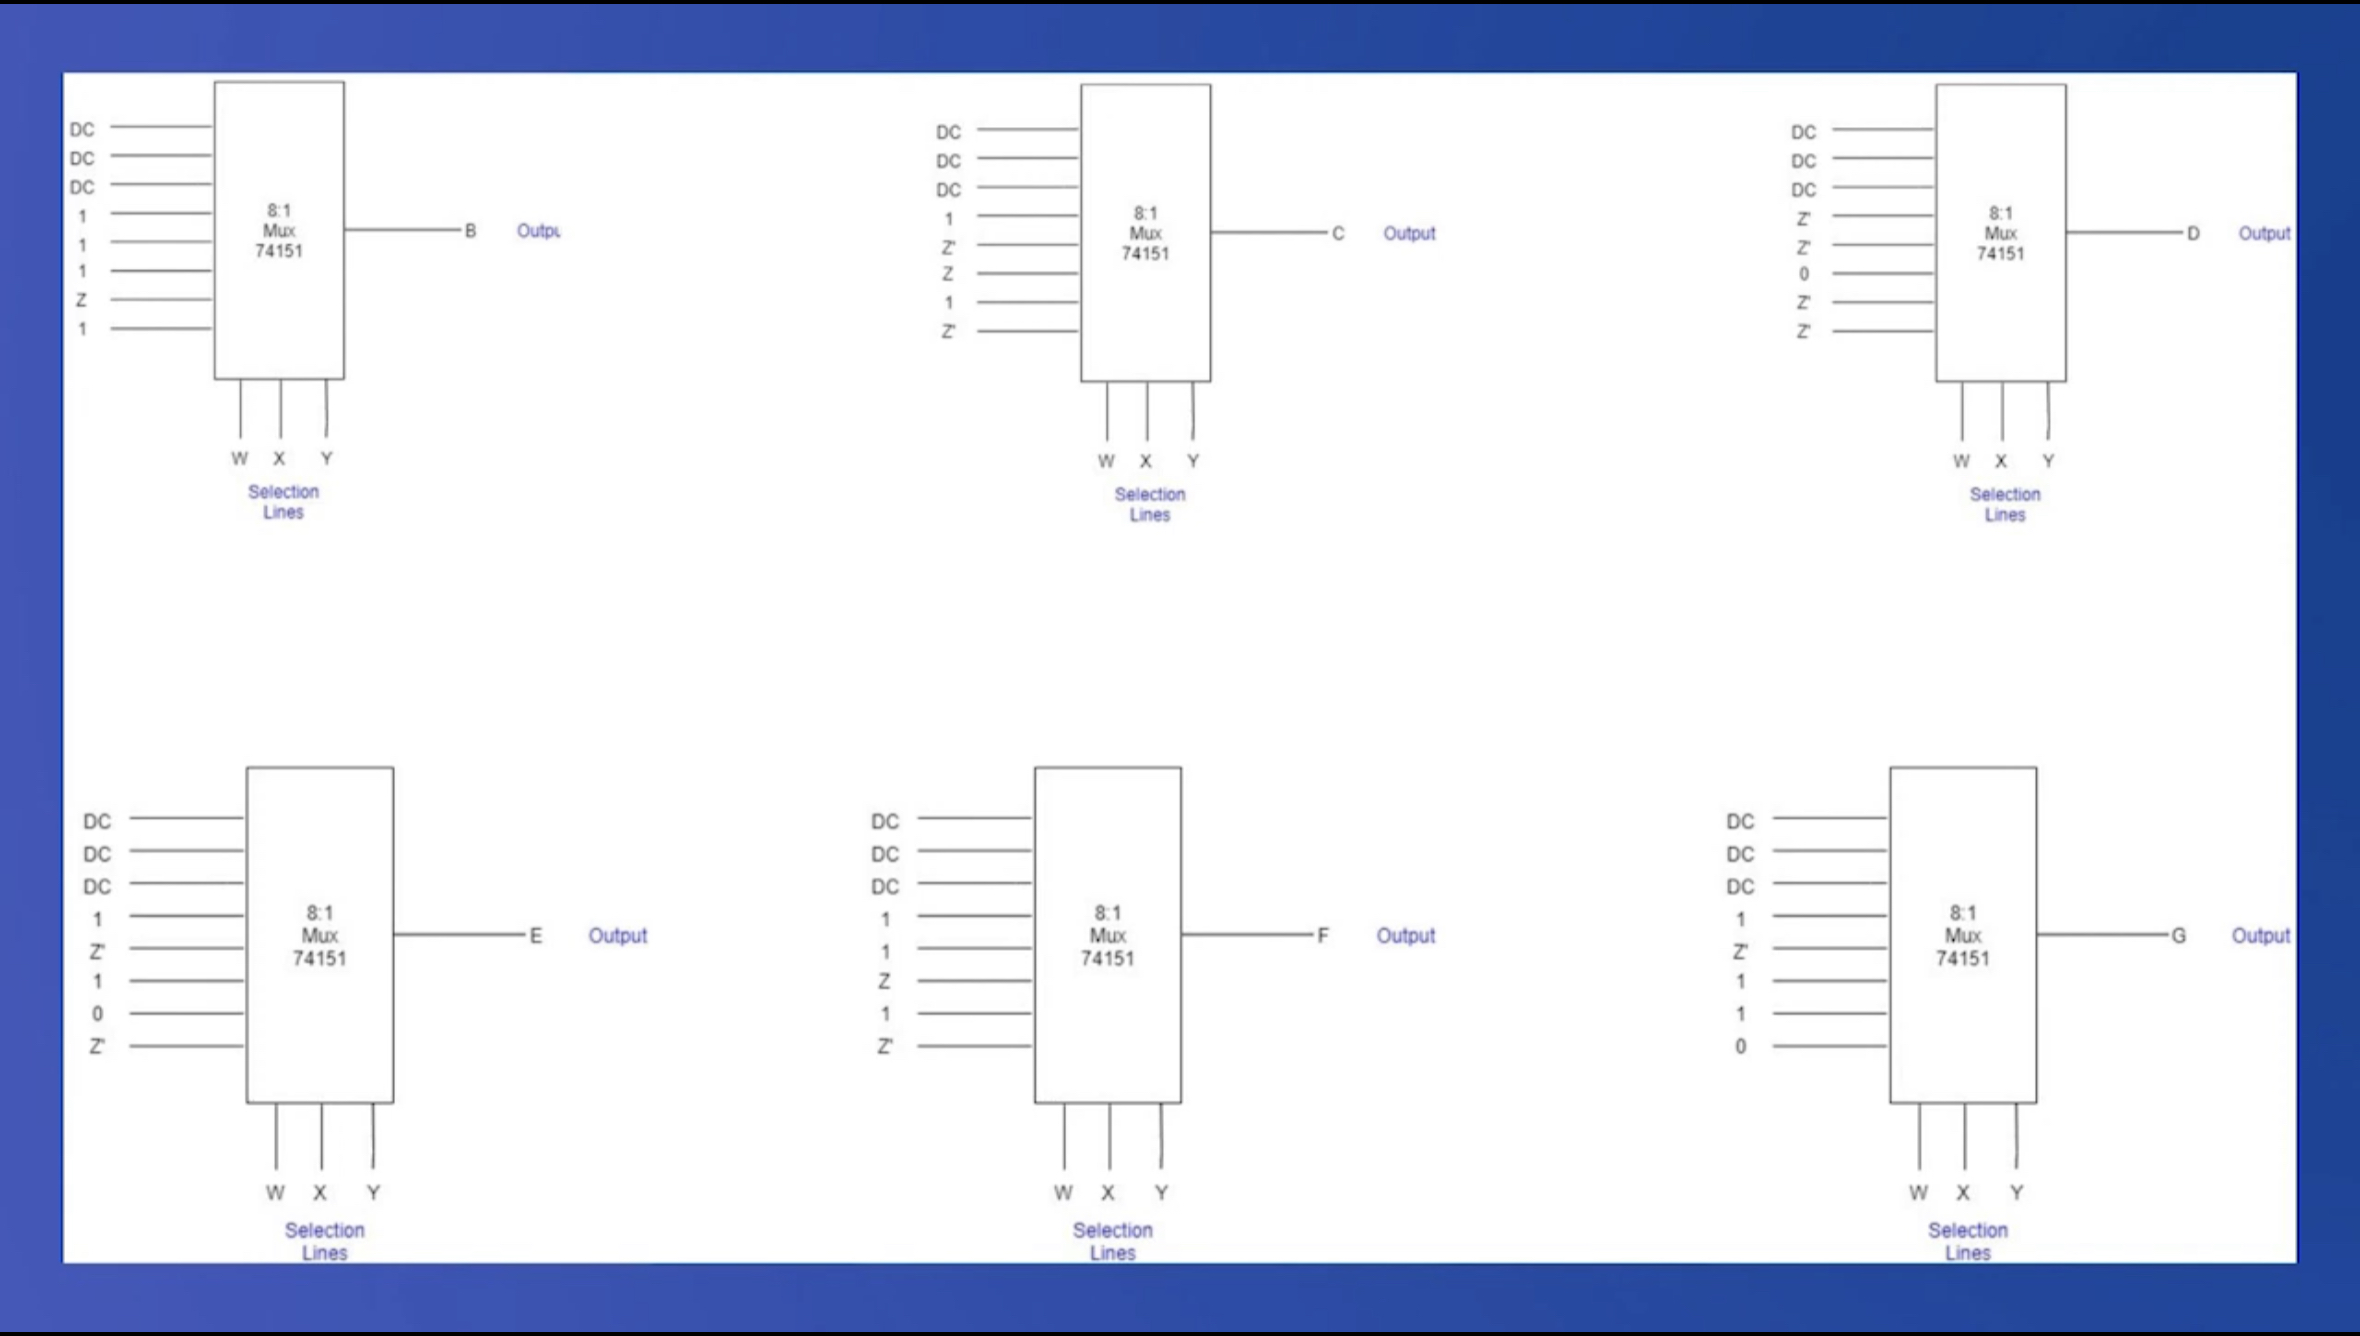 DC
DC
DC
1
1
1
Z
1
8:1
Mux
74151
B Outpu
W X Y
Selection
Lines
DC
DC
DC
1
Z'
Z
1
Z'
8:1
Mux
74151
C Output
W X Y
Selection
Lines
DC
DC
DC
Z'
Z'
0
Z'
Z'
8:1
Mux
74151
D Output
W X Y
Selection
Lines
DC
DC
DC
1
Z'
1
0
Z'
8:1
Mux
74151
E Output
W X Y
Selection
Lines
DC
DC
DC
1
1
Z
1
Z'
8:1
Mux
74151
F Output
W X Y
Selection
Lines
DC
DC
DC
1
Z'
1
1
0
8:1
Mux
74151
G Output
W X Y
Selection
Lines